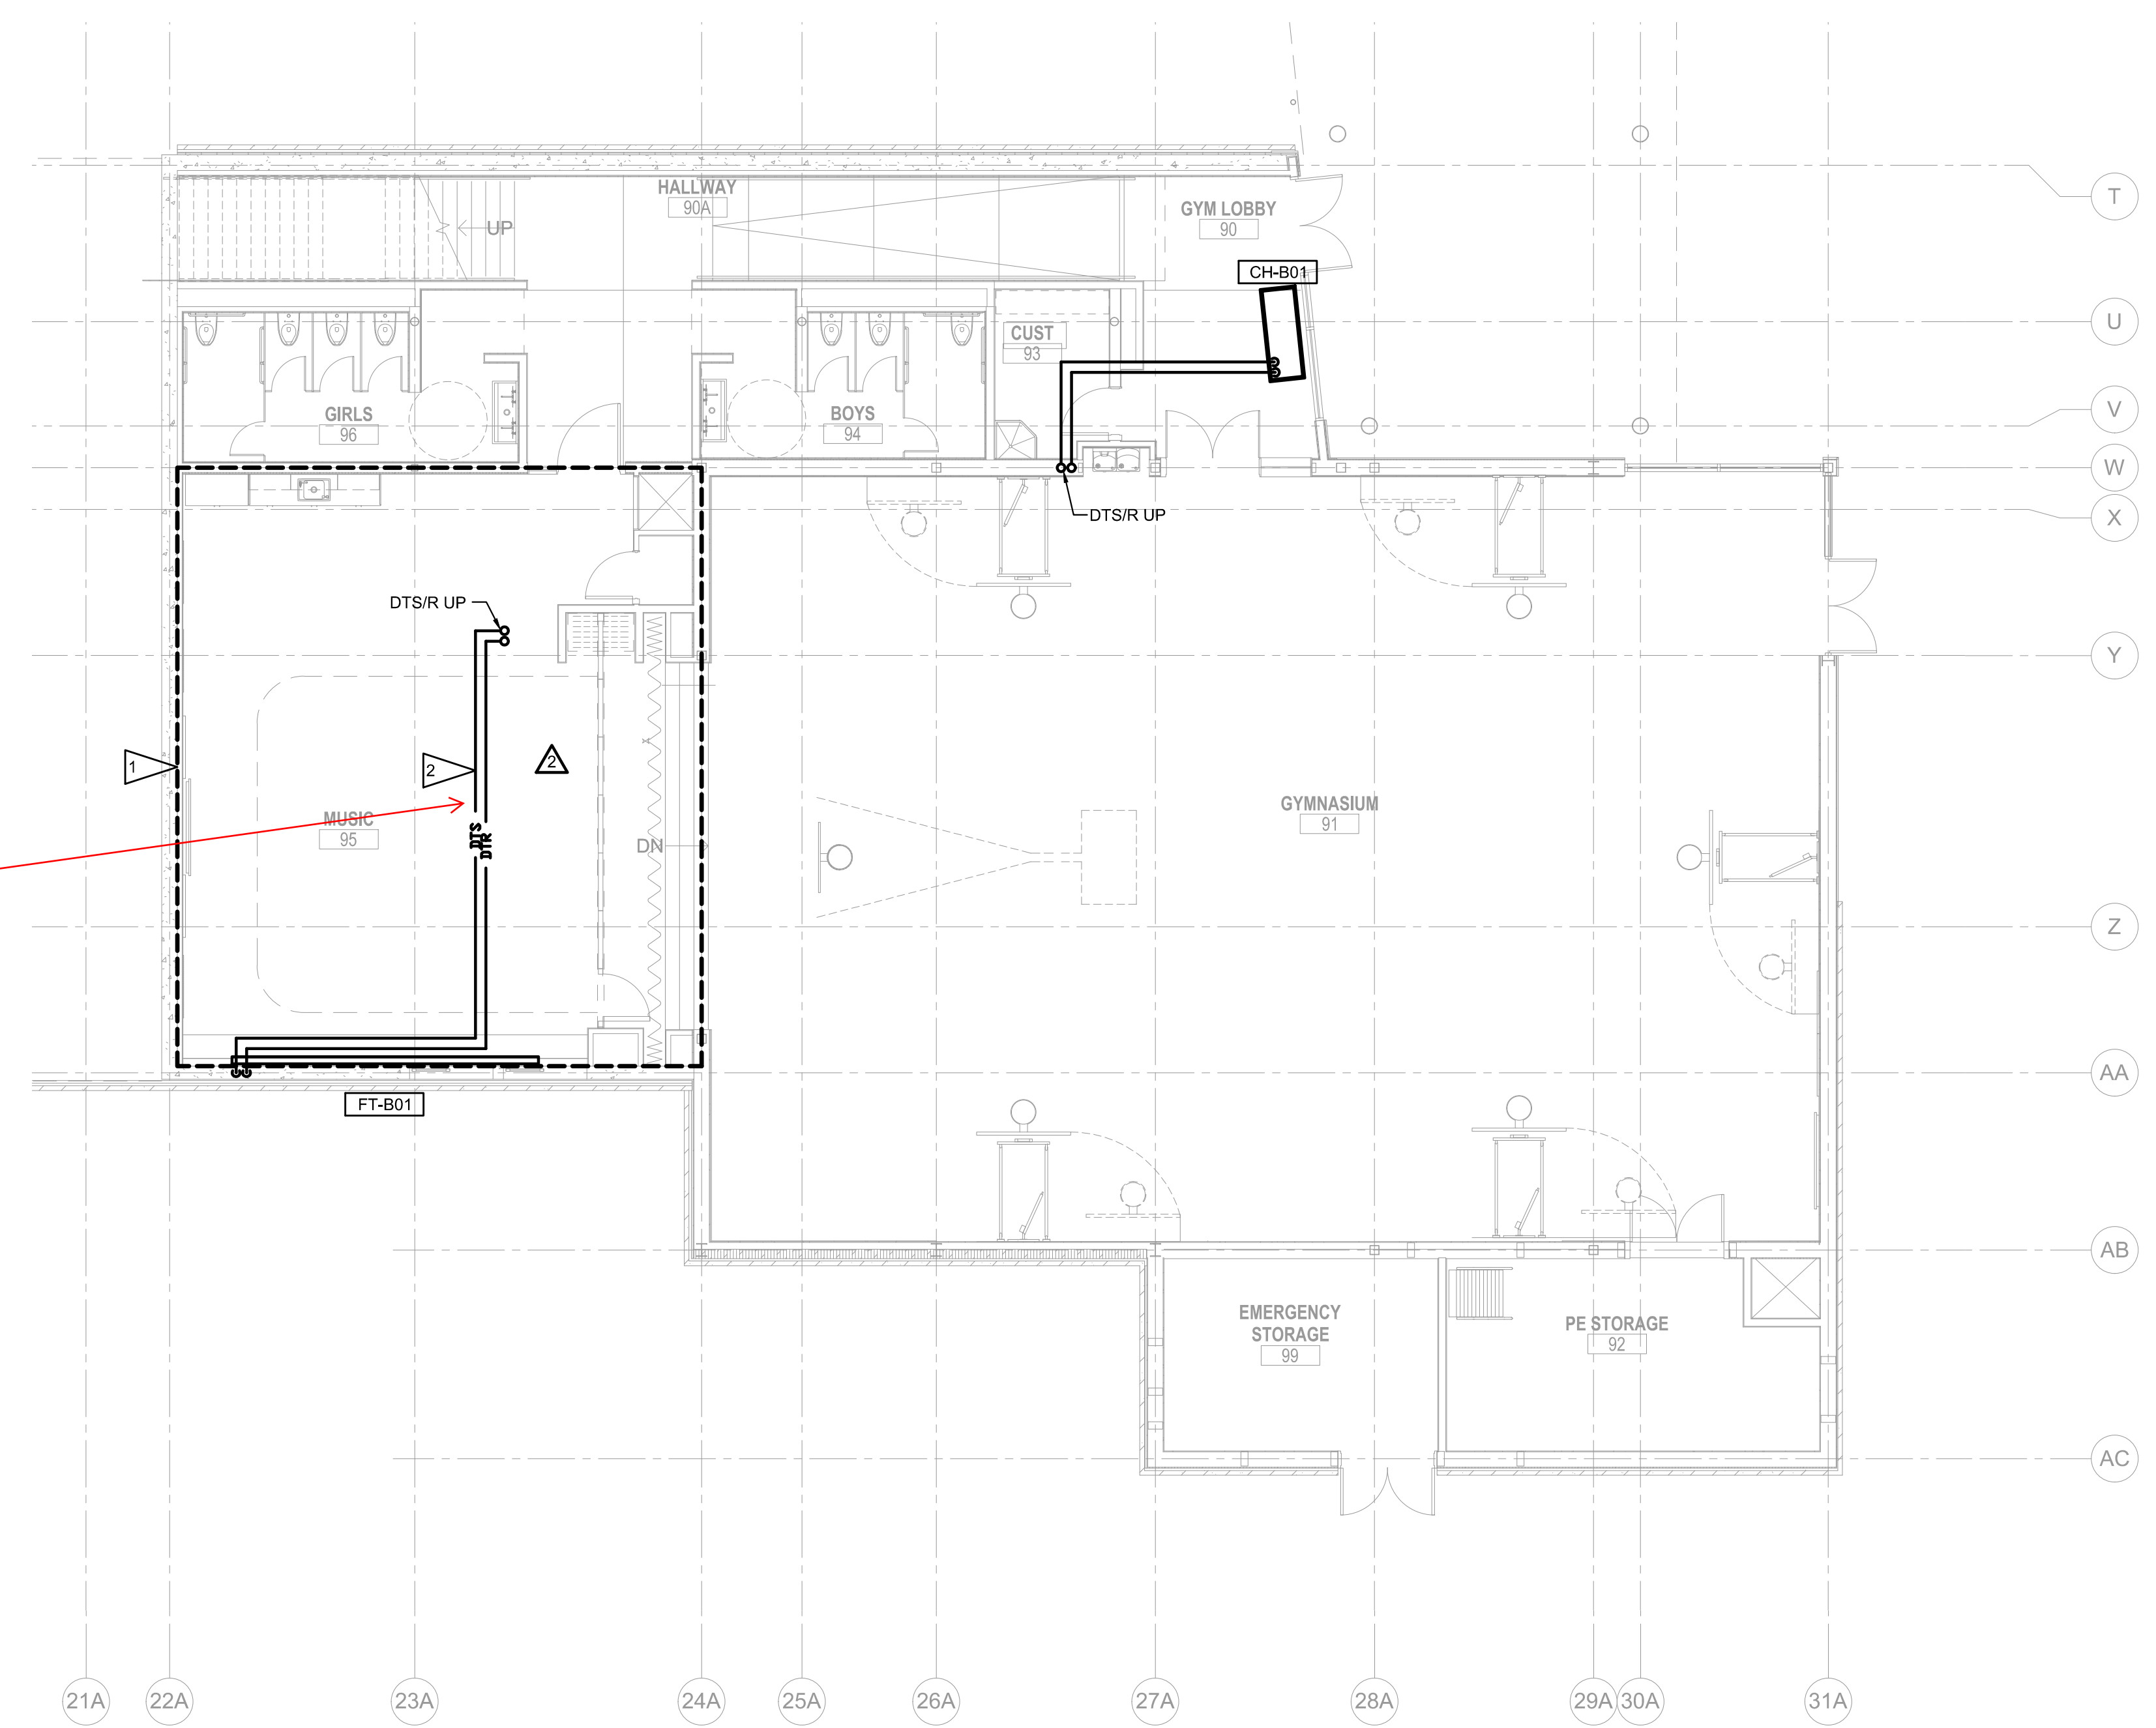 T
HALLWAY
90A
GYM LOBBY
90
UP
CH-B01
U
CUST
93
V
GIRLS
96
BOYS
94
W
X
DTS/R UP
DTS/R UP
Y
1
2
2
MUSIC
95
DTS
DTR
DN
GYMNASIUM
91
Z
AA
FT-B01
AB
EMERGENCY
STORAGE
99
PE STORAGE
92
AC
21A
22A
23A
24A
25A
26A
27A
28A
29A
30A
31A